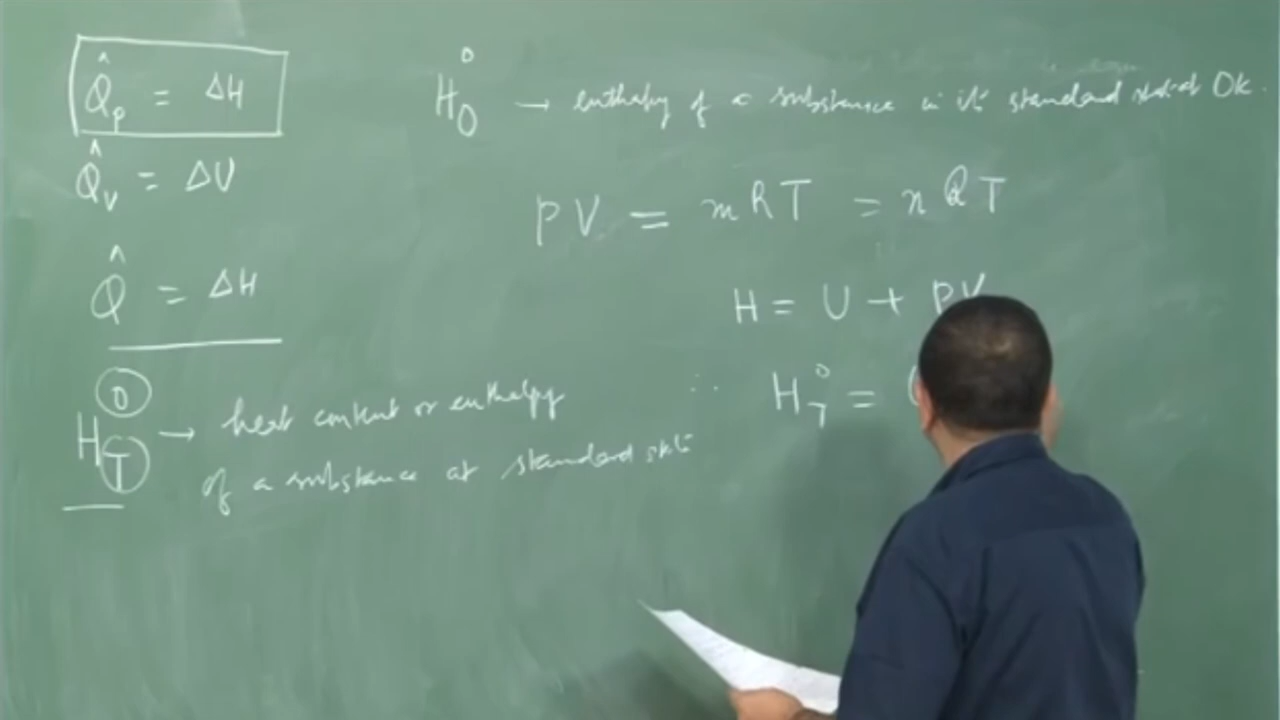 Q̂p = ΔH
Q̂v = ΔU
Q̂ = ΔH
H°T → heat content or enthalpy
of a substance at standard state
H°0 → enthalpy of a substance in its standard state at 0k.
PV = mRT = nRT
H = U + PV
∴ H°T =